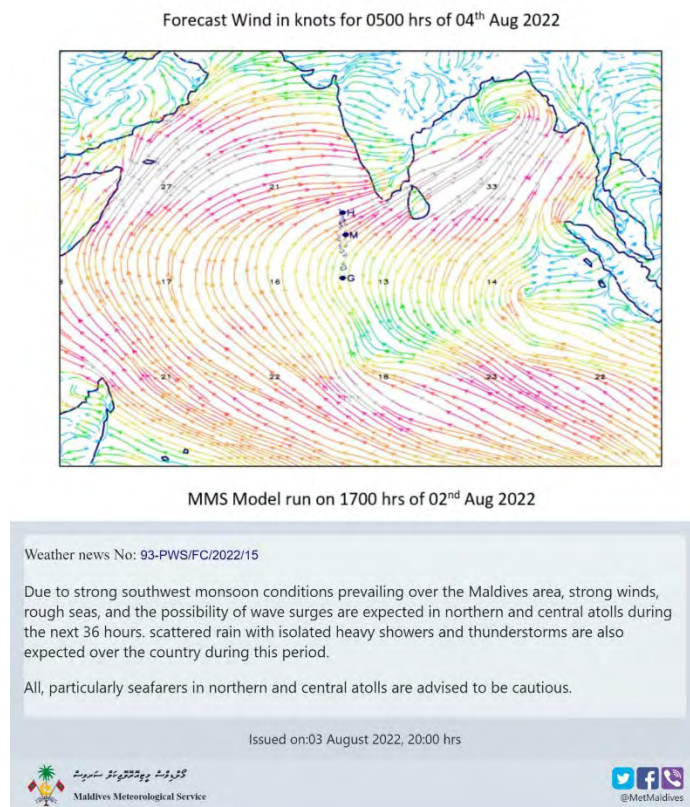 Forecast Wind in knots for 0500 hrs of 04th Aug 2022
27 21 33
H
M
G
17 16 13 14
21 22 18 23 22
MMS Model run on 1700 hrs of 02nd Aug 2022
Weather news No: 93-PWS/FC/2022/15
Due to strong southwest monsoon conditions prevailing over the Maldives area, strong winds,
rough seas, and the possibility of wave surges are expected in northern and central atolls during
the next 36 hours. scattered rain with isolated heavy showers and thunderstorms are also
expected over the country during this period.
All, particularly seafarers in northern and central atolls are advised to be cautious.
Issued on:03 August 2022, 20:00 hrs
Maldives Meteorological Service
@MetMaldives